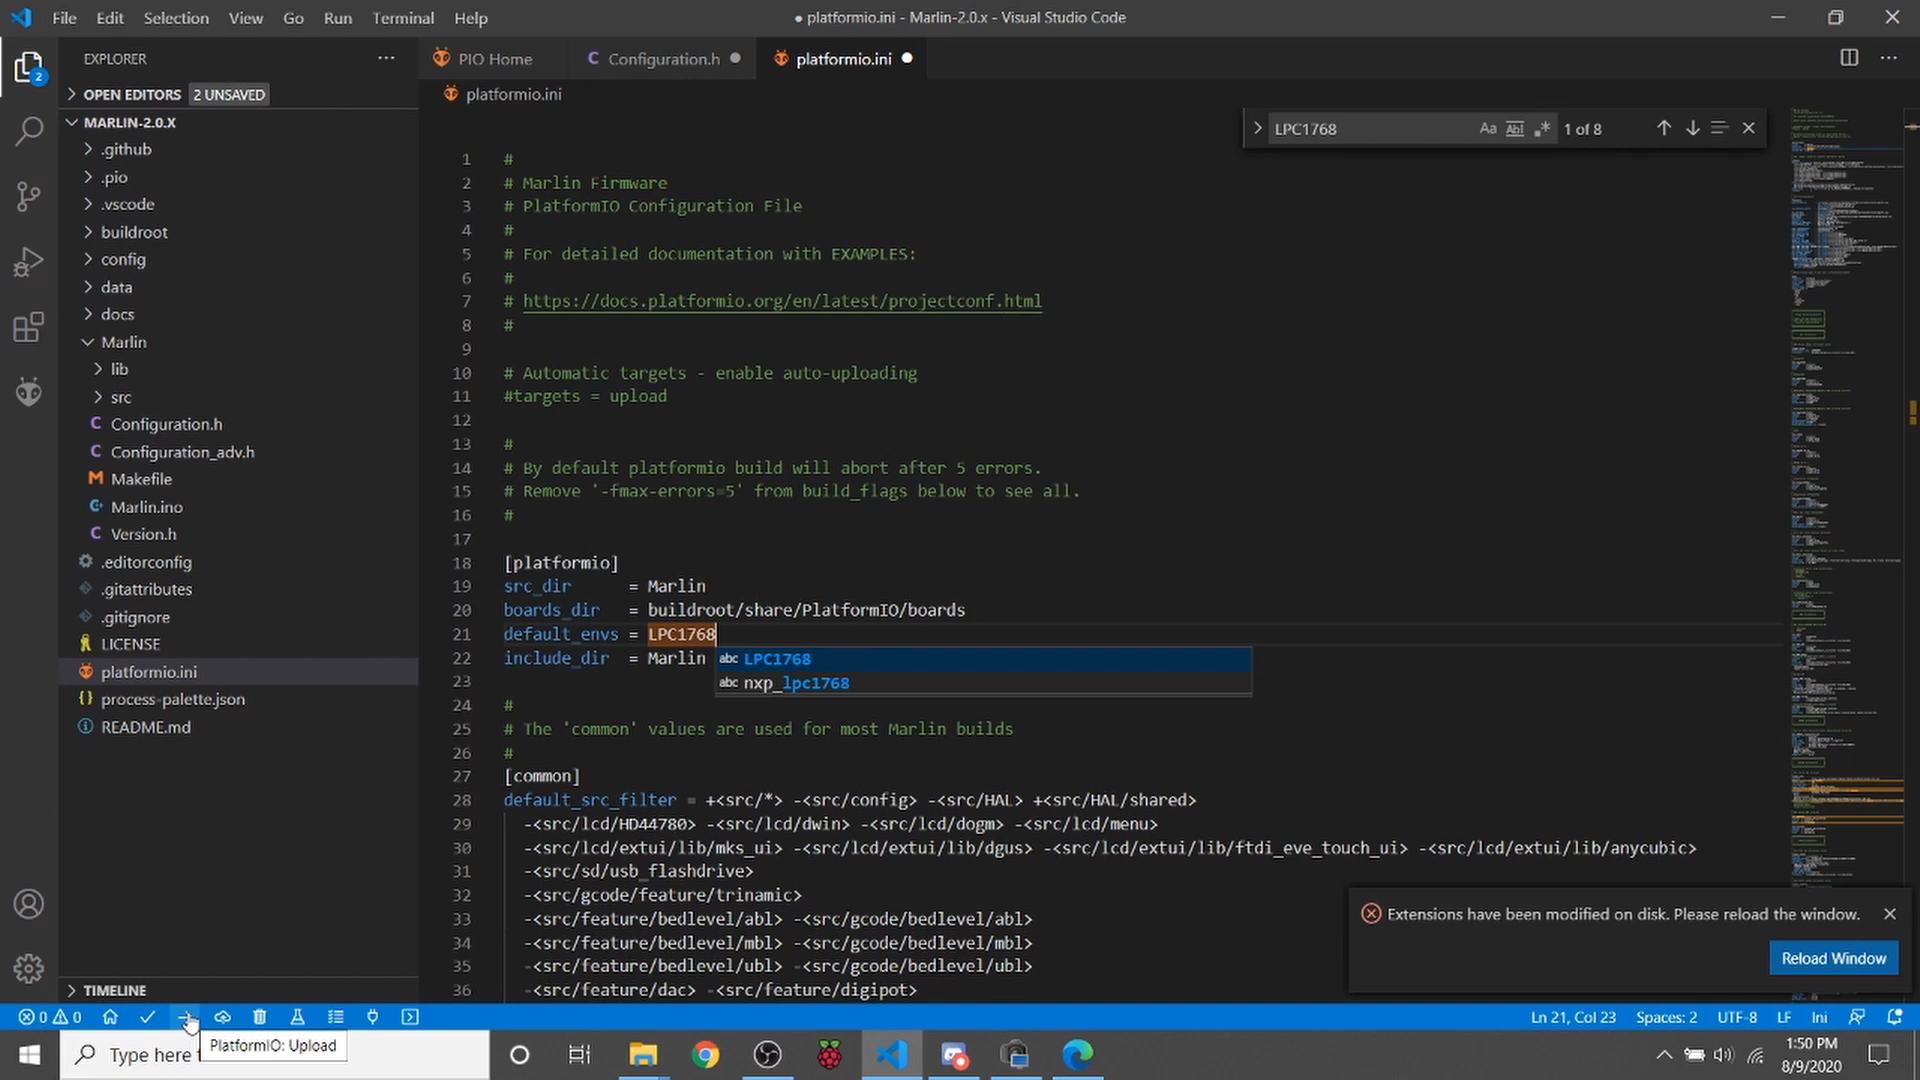 File Edit Selection View Go Run Terminal Help
● platformio.ini - Marlin-2.0.x - Visual Studio Code
EXPLORER
PIO Home
C Configuration.h
platformio.ini
OPEN EDITORS 2 UNSAVED
platformio.ini
LPC1768
Aa
Abl
1 of 8
2
MARLIN-2.0.X
.github
.pio
.vscode
buildroot
config
data
docs
Marlin
lib
src
C Configuration.h
C Configuration_adv.h
M Makefile
Marlin.ino
C Version.h
.editorconfig
.gitattributes
.gitignore
LICENSE
platformio.ini
{} process-palette.json
README.md
TIMELINE
1 #
2 # Marlin Firmware
3 # PlatformIO Configuration File
4 #
5 # For detailed documentation with EXAMPLES:
6 #
7 # https://docs.platformio.org/en/latest/projectconf.html
8 #
9
10 # Automatic targets - enable auto-uploading
11 #targets = upload
12
13 #
14 # By default platformio build will abort after 5 errors.
15 # Remove '-fmax-errors=5' from build_flags below to see all.
16 #
17
18 [platformio]
19 src_dir = Marlin
20 boards_dir = buildroot/share/PlatformIO/boards
21 default_envs = LPC1768
22 include_dir = Marlin
abc LPC1768
abc nxp_lpc1768
23
24 #
25 # The 'common' values are used for most Marlin builds
26 #
27 [common]
28 default_src_filter = +<src/*> -<src/config> -<src/HAL> +<src/HAL/shared>
29 -<src/lcd/HD44780> -<src/lcd/dwin> -<src/lcd/dogm> -<src/lcd/menu>
30 -<src/lcd/extui/lib/mks_ui> -<src/lcd/extui/lib/dgus> -<src/lcd/extui/lib/ftdi_eve_touch_ui> -<src/lcd/extui/lib/anycubic>
31 -<src/sd/usb_flashdrive>
32 -<src/gcode/feature/trinamic>
33 -<src/feature/bedlevel/abl> -<src/gcode/bedlevel/abl>
34 -<src/feature/bedlevel/mbl> -<src/gcode/bedlevel/mbl>
35 -<src/feature/bedlevel/ubl> -<src/gcode/bedlevel/ubl>
36 -<src/feature/dac> -<src/feature/digipot>
Extensions have been modified on disk. Please reload the window.
Reload Window
0 0
Ln 21, Col 23 Spaces: 2 UTF-8 LF Ini
PlatformIO: Upload
Type here
1:50 PM
8/9/2020